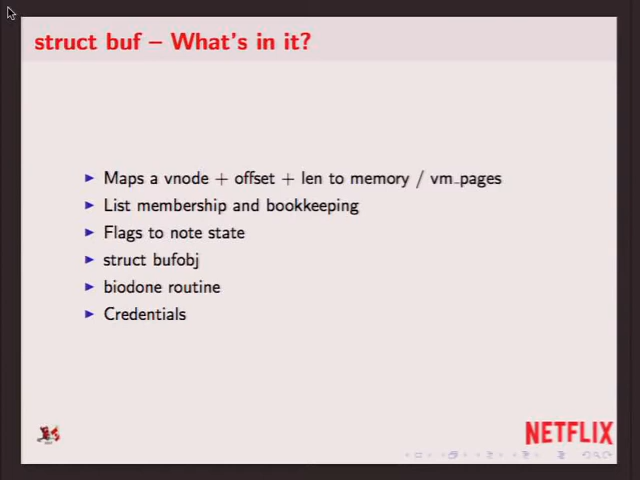 struct buf – What's in it?
Maps a vnode + offset + len to memory / vm_pages
List membership and bookkeeping
Flags to note state
struct bufobj
biodone routine
Credentials
NETFLIX